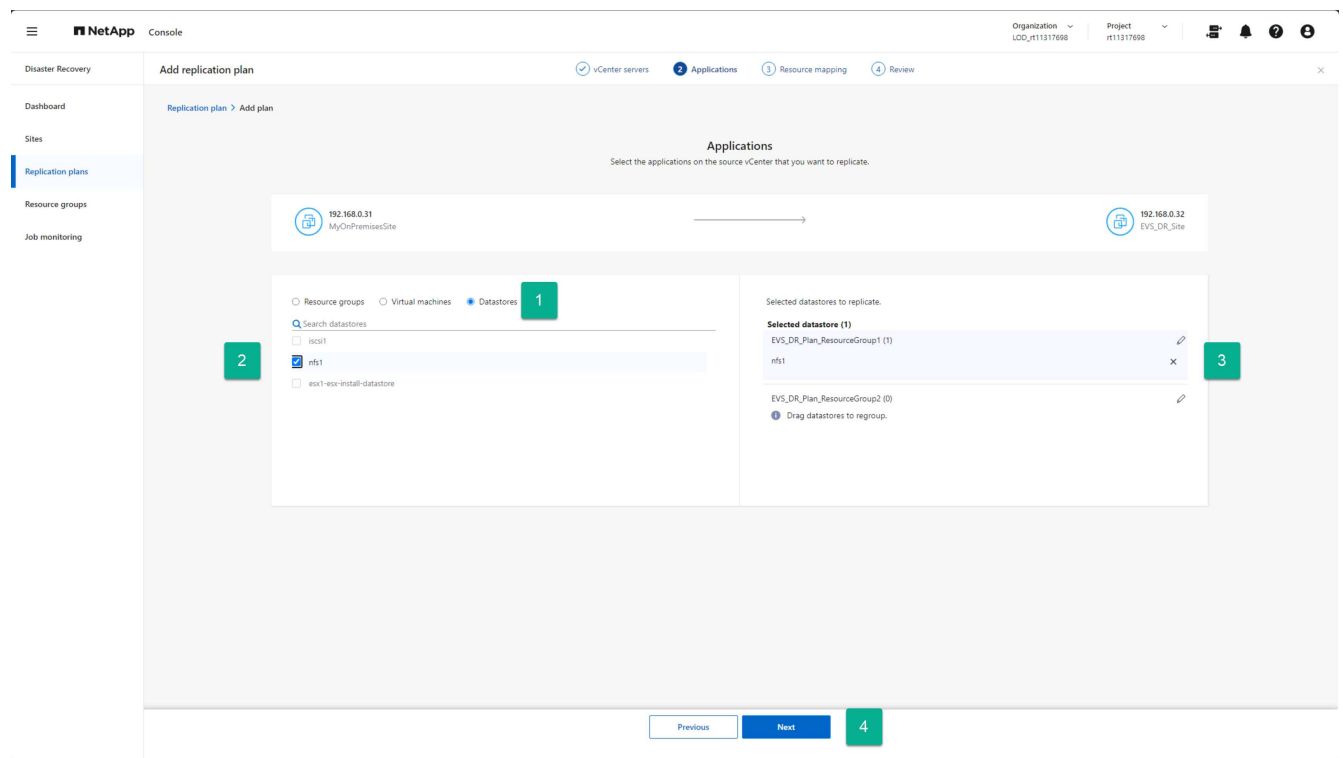 NetApp Console
Organization
LOD_rt11317698
Project
rt11317698
Disaster Recovery
Add replication plan
vCenter servers
2 Applications
3 Resource mapping
4 Review
Dashboard
Sites
Replication plans
Resource groups
Job monitoring
Replication plan > Add plan
Applications
Select the applications on the source vCenter that you want to replicate.
192.168.0.31
MyOnPremisesSite
192.168.0.32
EVS_DR_Site
Resource groups
Virtual machines
Datastores
1
Search datastores
iscsi1
2
nfs1
esx1-esx-install-datastore
Selected datastores to replicate.
Selected datastore (1)
EVS_DR_Plan_ResourceGroup1 (1)
nfs1
3
EVS_DR_Plan_ResourceGroup2 (0)
Drag datastores to regroup.
Previous
Next
4